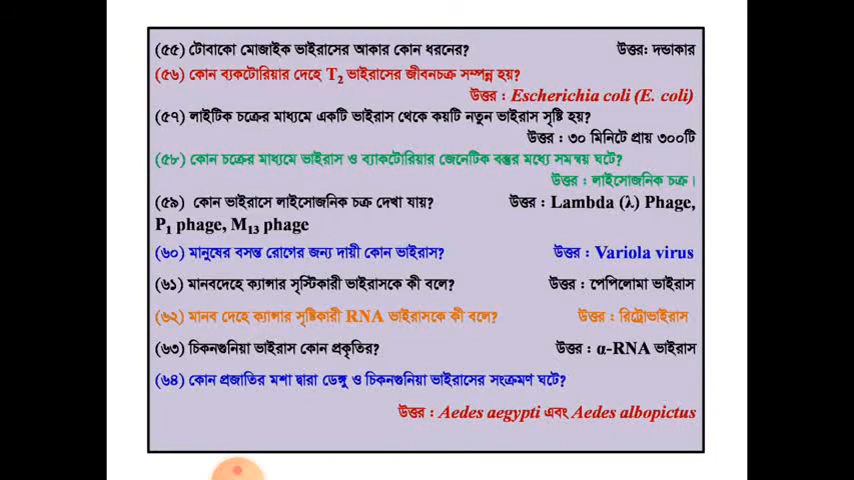 (৫৫) টোবাকো মোজাইক ভাইরাসের আকার কোন ধরনের? উত্তর: দন্ডাকার
(৫৬) কোন ব্যকটোরিয়ার দেহে T₂ ভাইরাসের জীবনচক্র সম্পন্ন হয়?
উত্তর : Escherichia coli (E. coli)
(৫৭) লাইটিক চক্রের মাধ্যমে একটি ভাইরাস থেকে কয়টি নতুন ভাইরাস সৃষ্টি হয়?
উত্তর : ৩০ মিনিটে প্রায় ৩০০টি
(৫৮) কোন চক্রের মাধ্যমে ভাইরাস ও ব্যাকটোরিয়ার জেনেটিক বস্তুর মধ্যে সমন্বয় ঘটে?
উত্তর : লাইসোজনিক চক্র।
(৫৯) কোন ভাইরাসে লাইসোজনিক চক্র দেখা যায়? উত্তর : Lambda (λ) Phage,
P₁ phage, M₁₃ phage
(৬০) মানুষের বসন্ত রোগের জন্য দায়ী কোন ভাইরাস? উত্তর : Variola virus
(৬১) মানবদেহে ক্যান্সার সৃস্টিকারী ভাইরাসকে কী বলে? উত্তর : পেপিলোমা ভাইরাস
(৬২) মানব দেহে ক্যান্সার সৃষ্টিকারী RNA ভাইরাসকে কী বলে? উত্তর : রিট্রোভাইরাস
(৬৩) চিকনগুনিয়া ভাইরাস কোন প্রকৃতির? উত্তর : α-RNA ভাইরাস
(৬৪) কোন প্রজাতির মশা দ্বারা ডেঙ্গু ও চিকনগুনিয়া ভাইরাসের সংক্রমণ ঘটে?
উত্তর : Aedes aegypti এবং Aedes albopictus